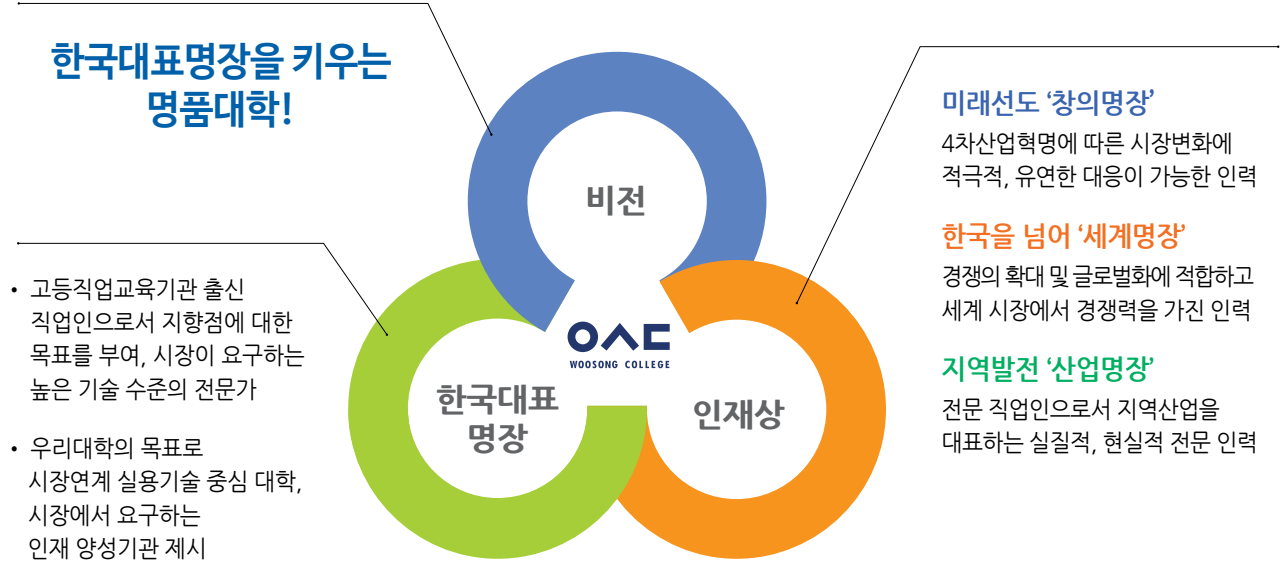 한국대표명장을 키우는
명품대학!
비전
미래선도 ‘창의명장’
4차산업혁명에 따른 시장변화에
적극적, 유연한 대응이 가능한 인력
한국을 넘어 ‘세계명장’
경쟁의 확대 및 글로벌화에 적합하고
세계 시장에서 경쟁력을 가진 인력
지역발전 ‘산업명장’
전문 직업인으로서 지역산업을
대표하는 실질적, 현실적 전문 인력
• 고등직업교육기관 출신
직업인으로서 지향점에 대한
목표를 부여, 시장이 요구하는
높은 기술 수준의 전문가
• 우리대학의 목표로
시장연계 실용기술 중심 대학,
시장에서 요구하는
인재 양성기관 제시
WOOSONG COLLEGE
한국대표
명장
인재상